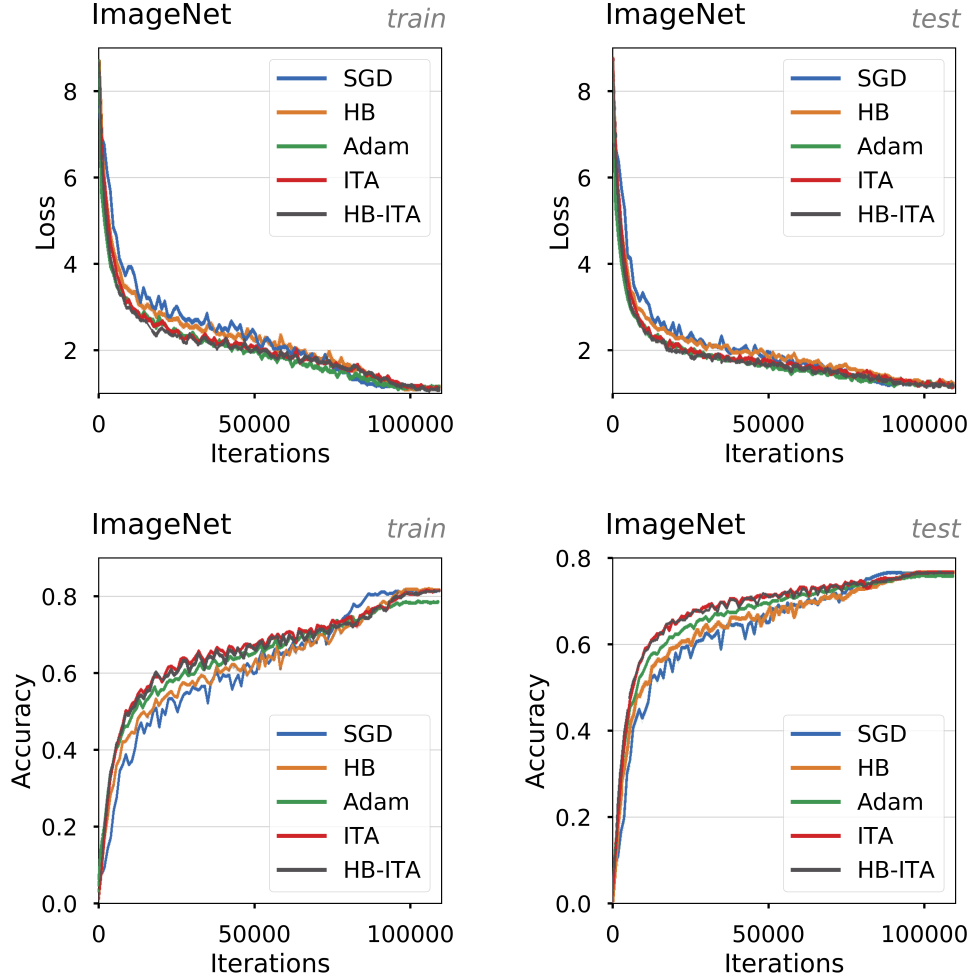 ImageNet train
8
6
4
2
Loss
SGD
HB
Adam
ITA
HB-ITA
0 50000 100000
Iterations
ImageNet test
8
6
4
2
Loss
SGD
HB
Adam
ITA
HB-ITA
0 50000 100000
Iterations
ImageNet train
0.8
0.6
0.4
0.2
0.0
Accuracy
SGD
HB
Adam
ITA
HB-ITA
0 50000 100000
Iterations
ImageNet test
0.8
0.6
0.4
0.2
0.0
Accuracy
SGD
HB
Adam
ITA
HB-ITA
0 50000 100000
Iterations